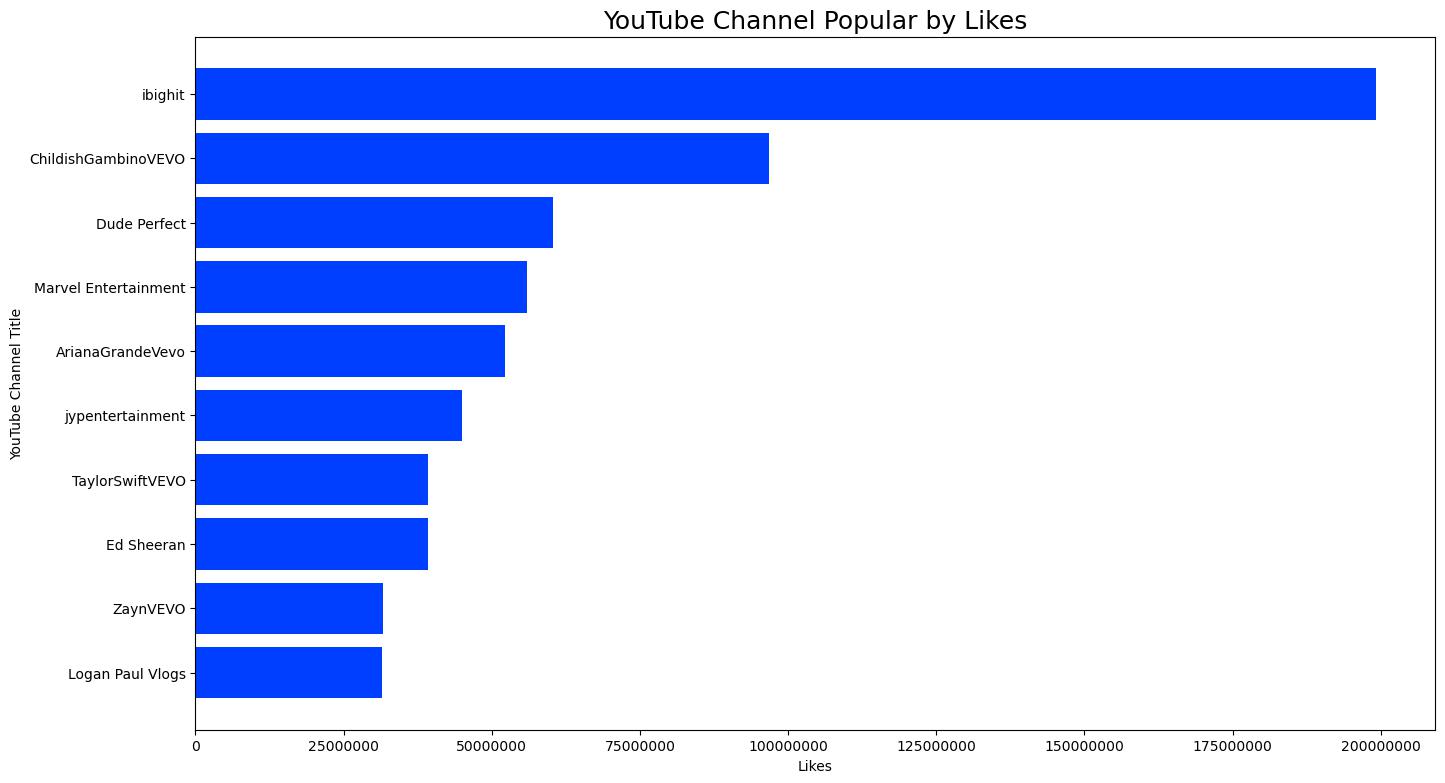 YouTube Channel Popular by Likes
YouTube Channel Title
ibighit
ChildishGambinoVEVO
Dude Perfect
Marvel Entertainment
ArianaGrandeVevo
jypentertainment
TaylorSwiftVEVO
Ed Sheeran
ZaynVEVO
Logan Paul Vlogs
0 25000000 50000000 75000000 100000000 125000000 150000000 175000000 200000000
Likes